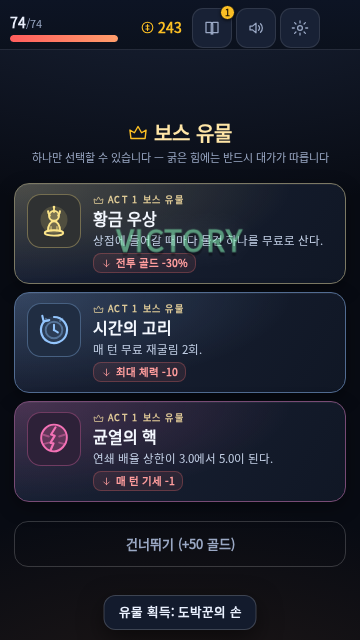 74/74
243
1
보스 유물
하나만 선택할 수 있습니다 — 굵은 힘에는 반드시 대가가 따릅니다
ACT 1 보스 유물
황금 우상
상점에 들어갈 때마다 물건 하나를 무료로 산다.
VICTORY
↓ 전투 골드 -30%
ACT 1 보스 유물
시간의 고리
매 턴 무료 재굴림 2회.
↓ 최대 체력 -10
ACT 1 보스 유물
균열의 핵
연쇄 배율 상한이 3.0에서 5.0이 된다.
↓ 매 턴 기세 -1
건너뛰기 (+50 골드)
유물 획득: 도박꾼의 손